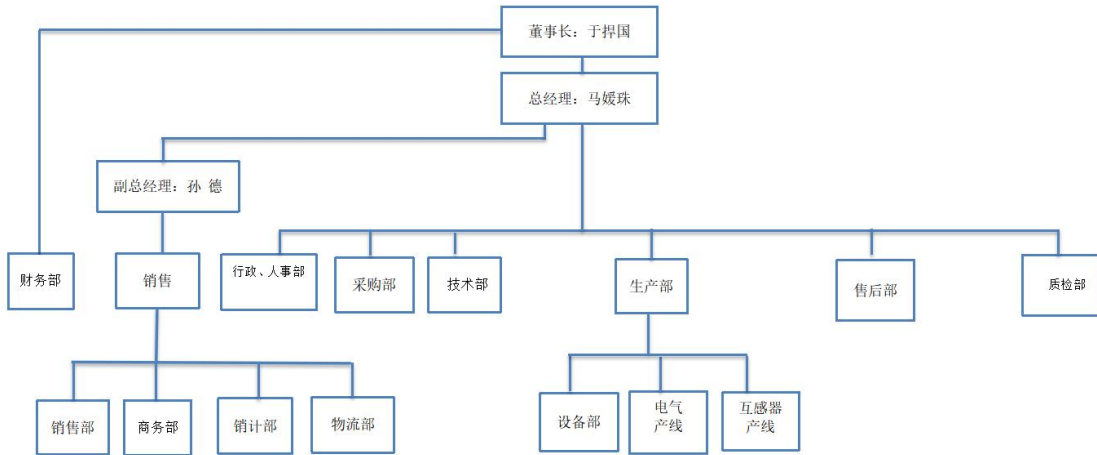 董事长：于捍国
总经理：马媛珠
副总经理：孙 德
财务部
销售
行政、人事部
采购部
技术部
生产部
售后部
质检部
销售部
商务部
销计部
物流部
设备部
电气
产线
互感器
产线